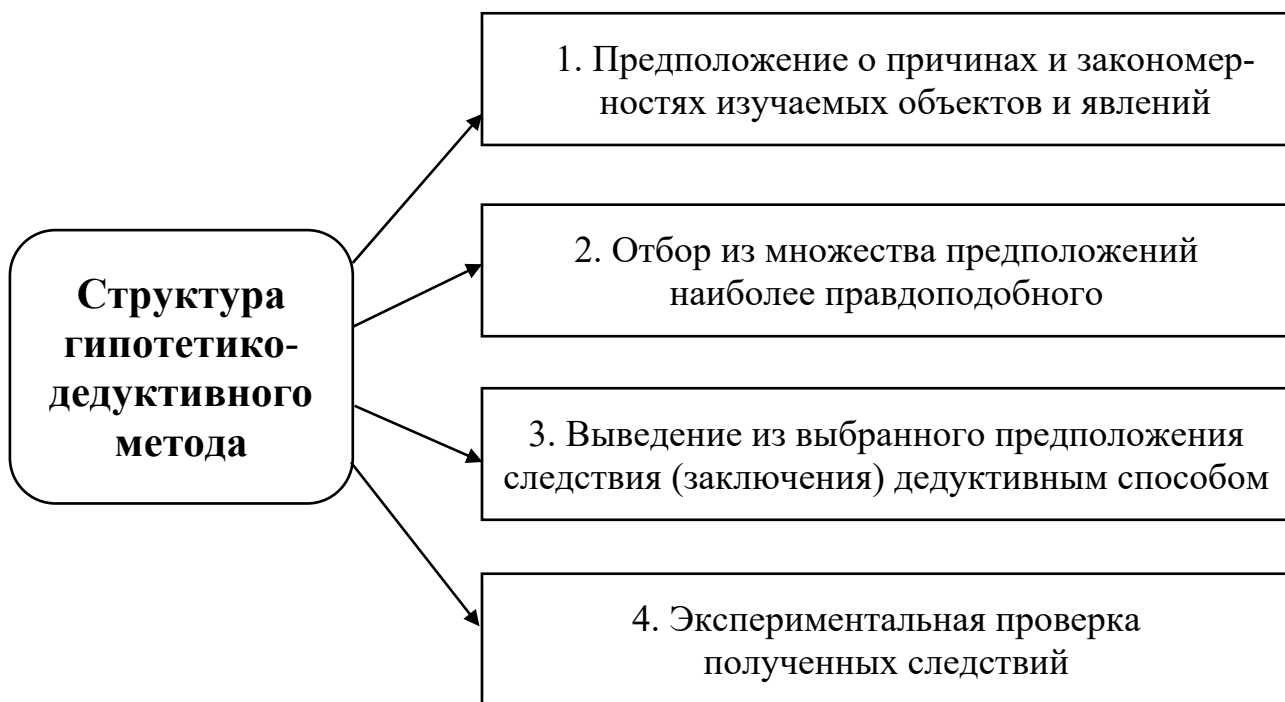 1. Предположение о причинах и закономер-
ностях изучаемых объектов и явлений
2. Отбор из множества предположений
наиболее правдоподобного
Структура
гипотетико-
дедуктивного
метода
3. Выведение из выбранного предположения
следствия (заключения) дедуктивным способом
4. Экспериментальная проверка
полученных следствий